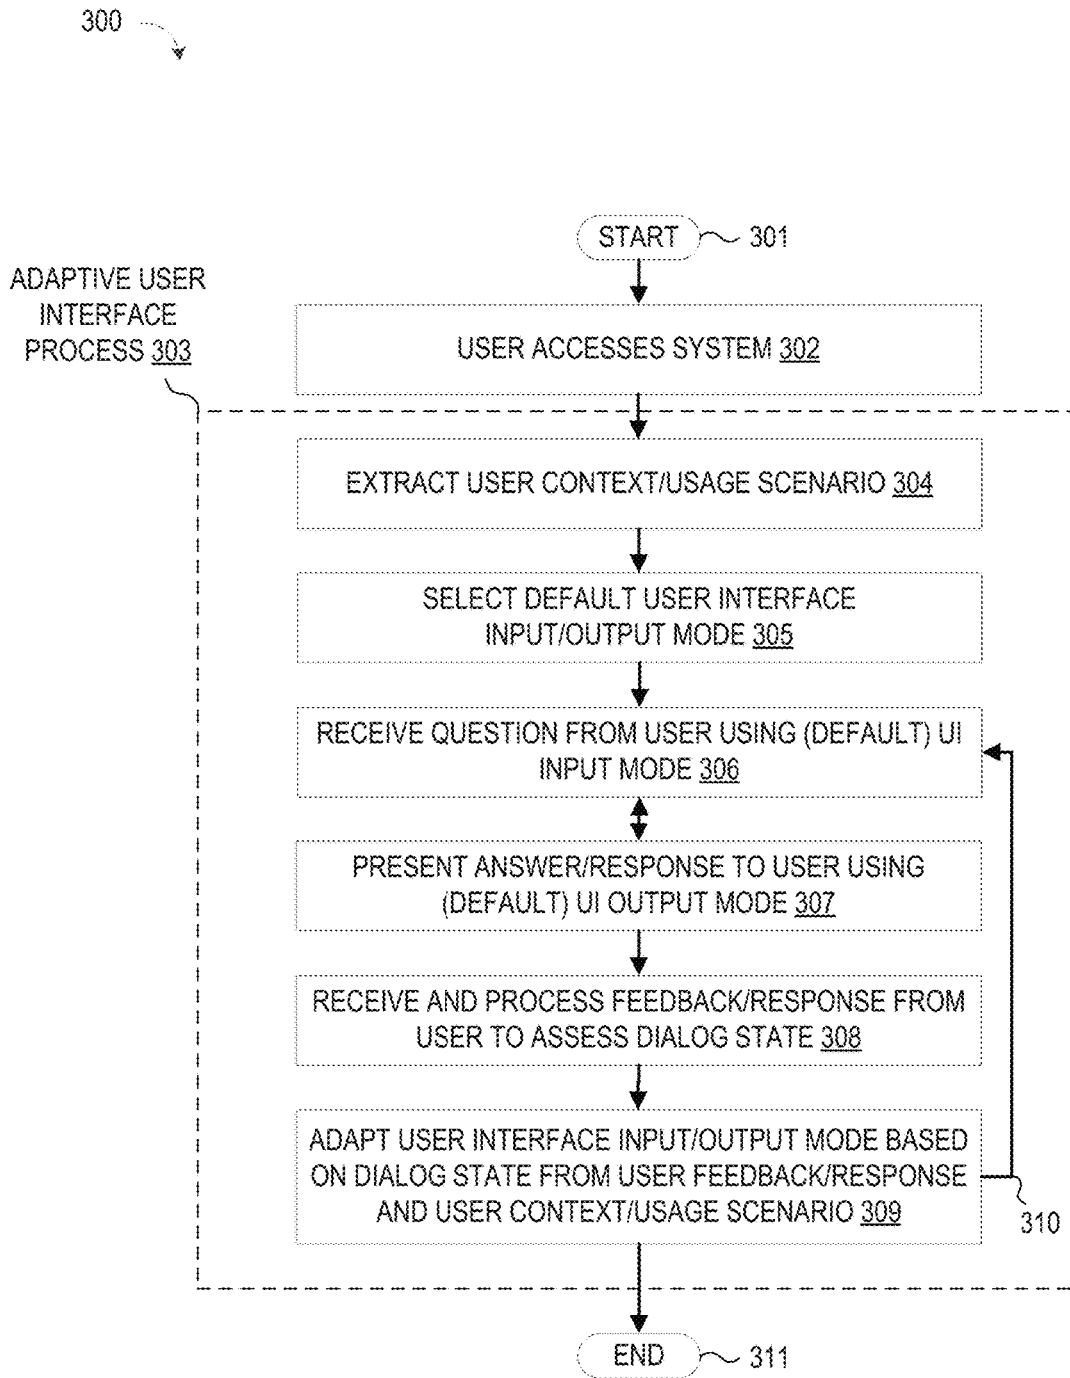 300
START
301
ADAPTIVE USER
INTERFACE
PROCESS 303
USER ACCESSES SYSTEM 302
EXTRACT USER CONTEXT/USAGE SCENARIO 304
SELECT DEFAULT USER INTERFACE
INPUT/OUTPUT MODE 305
RECEIVE QUESTION FROM USER USING (DEFAULT) UI
INPUT MODE 306
PRESENT ANSWER/RESPONSE TO USER USING
(DEFAULT) UI OUTPUT MODE 307
RECEIVE AND PROCESS FEEDBACK/RESPONSE FROM
USER TO ASSESS DIALOG STATE 308
ADAPT USER INTERFACE INPUT/OUTPUT MODE BASED
ON DIALOG STATE FROM USER FEEDBACK/RESPONSE
AND USER CONTEXT/USAGE SCENARIO 309
310
END
311